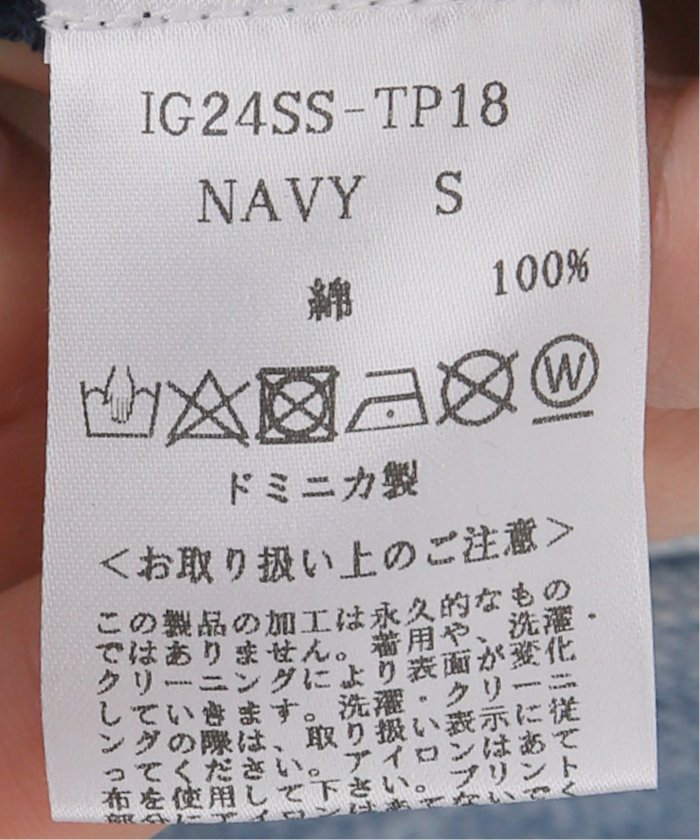 IG24SS-TP18
NAVY S
綿 100%
W
ドミニカ製
＜お取り扱い上のご注意＞
この製品の加工は永久的なもの
ではありません。着用や、洗濯・
クリーニングにより表面が変化
していきます。洗濯・クリーニ
ングの際は、取り扱い表示に従
ってください。アイロンはあて
布を使用して下さい。プリント